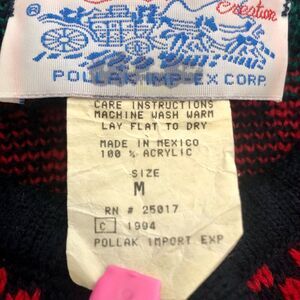 Creation
®
POLLAK IMP-EX CORP.
CARE INSTRUCTIONS
MACHINE WASH WARM
LAY FLAT TO DRY
MADE IN MEXICO
100 % ACRYLIC
SIZE
M
RN # 25017
C 1994
POLLAK IMPORT EXP